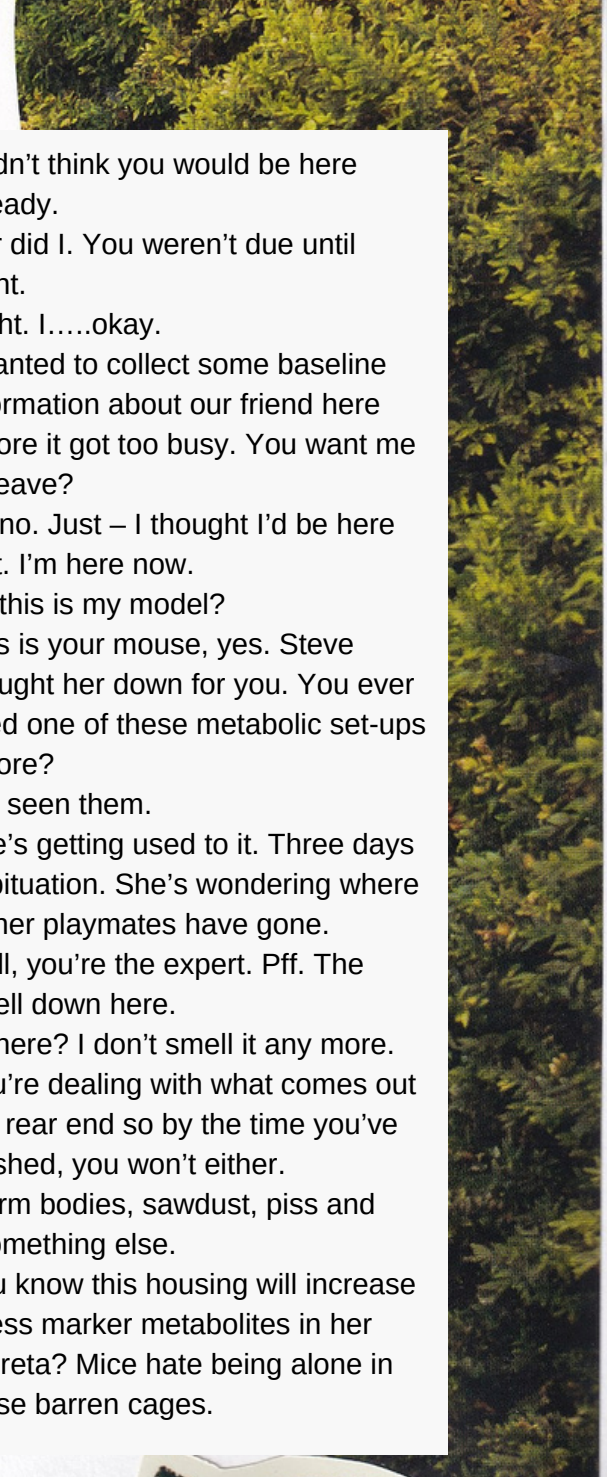 dn't think you would be here
eady.
r did I. You weren't due until
nt.
ht. I…..okay.
anted to collect some baseline
ormation about our friend here
ore it got too busy. You want me
eave?
no. Just – I thought I'd be here
t. I'm here now.
this is my model?
s is your mouse, yes. Steve
ught her down for you. You ever
ed one of these metabolic set-ups
ore?
seen them.
e's getting used to it. Three days
bituation. She's wondering where
her playmates have gone.
ll, you're the expert. Pff. The
ell down here.
here? I don't smell it any more.
u're dealing with what comes out
rear end so by the time you've
shed, you won't either.
rm bodies, sawdust, piss and
omething else.
u know this housing will increase
ess marker metabolites in her
reta? Mice hate being alone in
se barren cages.